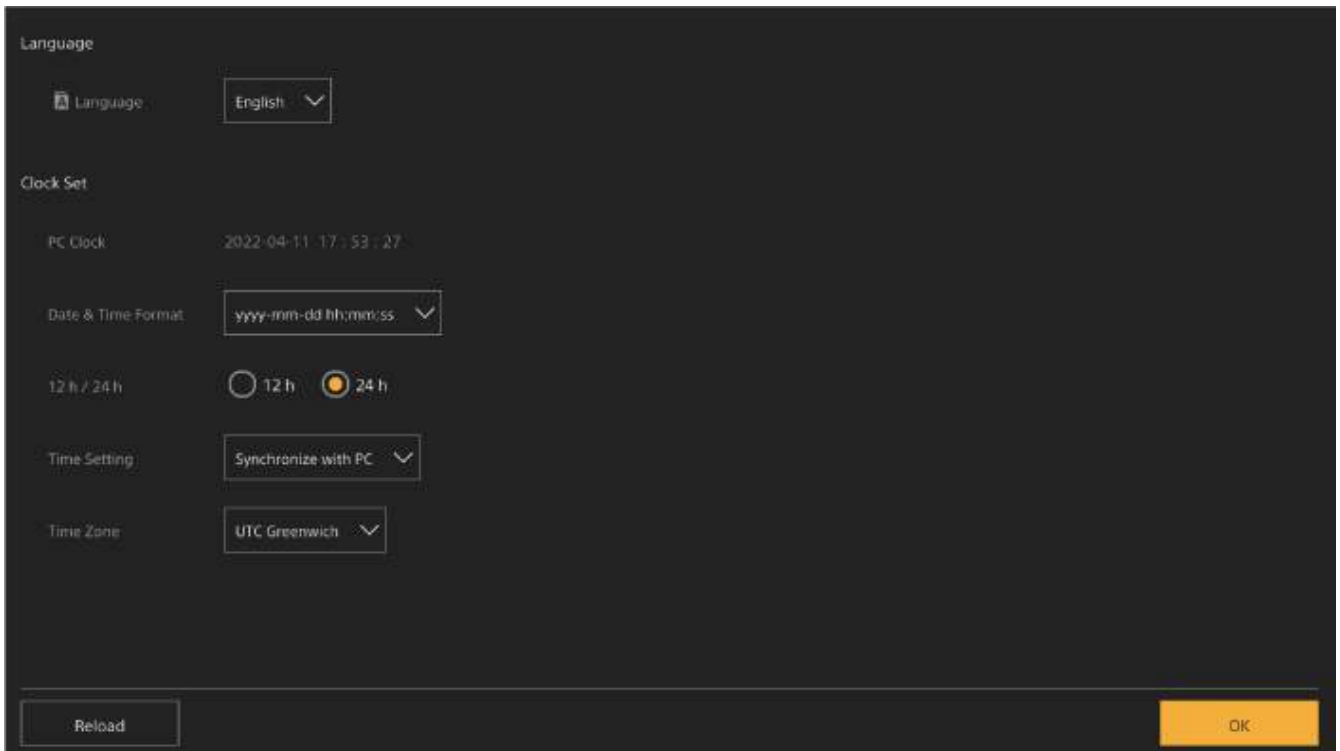 Language
Language English
Clock Set
PC Clock 2022-04-11 17 : 53 : 27
Date & Time Format yyyy-mm-dd hh:mm:ss
12 h / 24 h 12 h 24 h
Time Setting Synchronize with PC
Time Zone UTC Greenwich
Reload OK